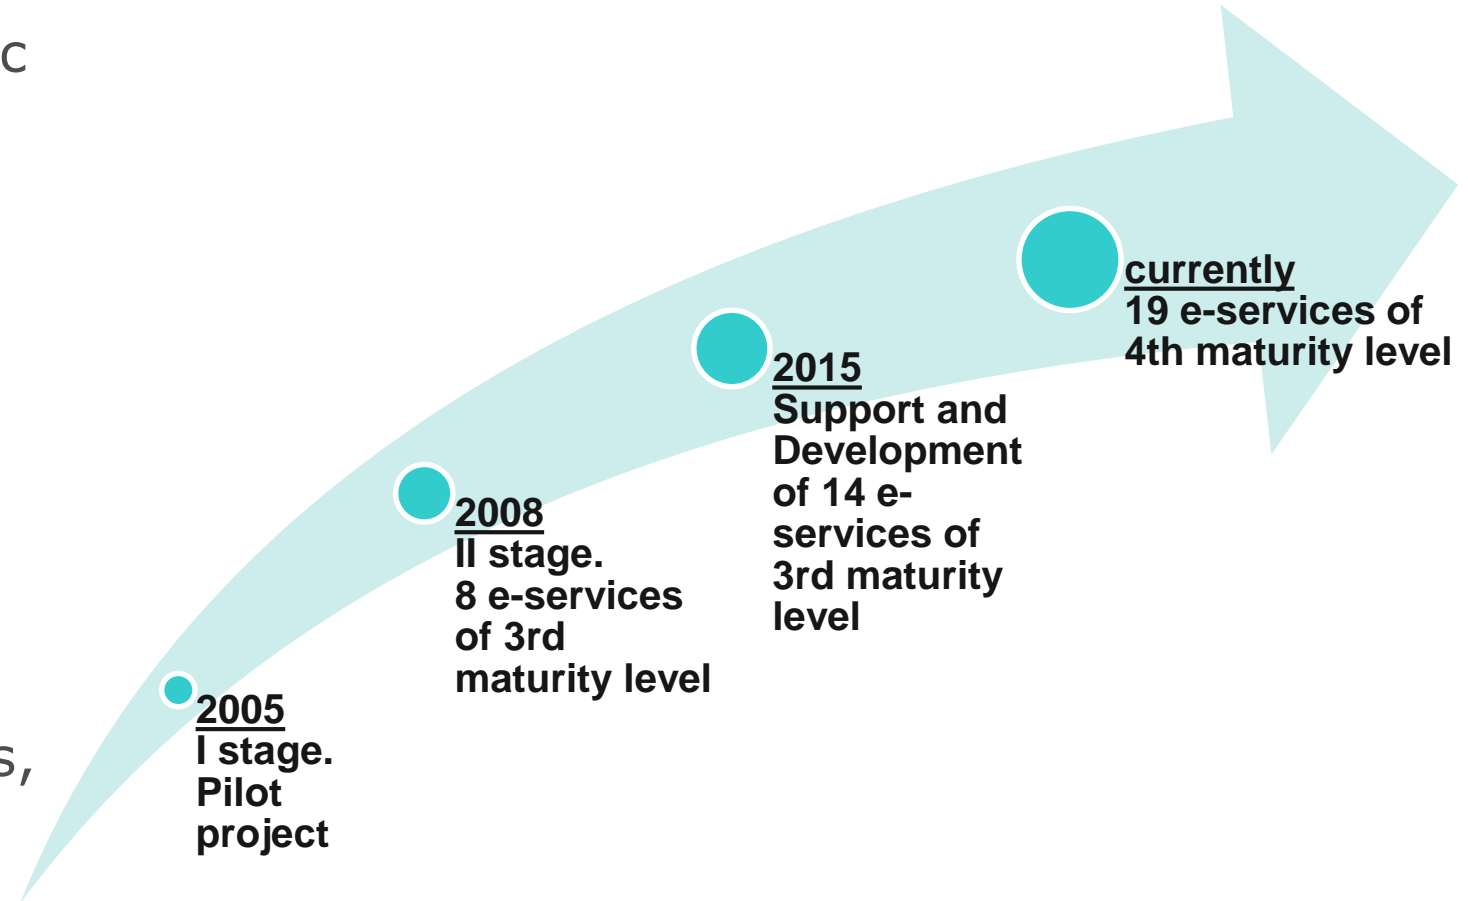 c
s,
2005
I stage.
Pilot
project
2008
II stage.
8 e-services
of 3rd
maturity level
2015
Support and
Development
of 14 e-
services of
3rd maturity
level
currently
19 e-services of
4th maturity level